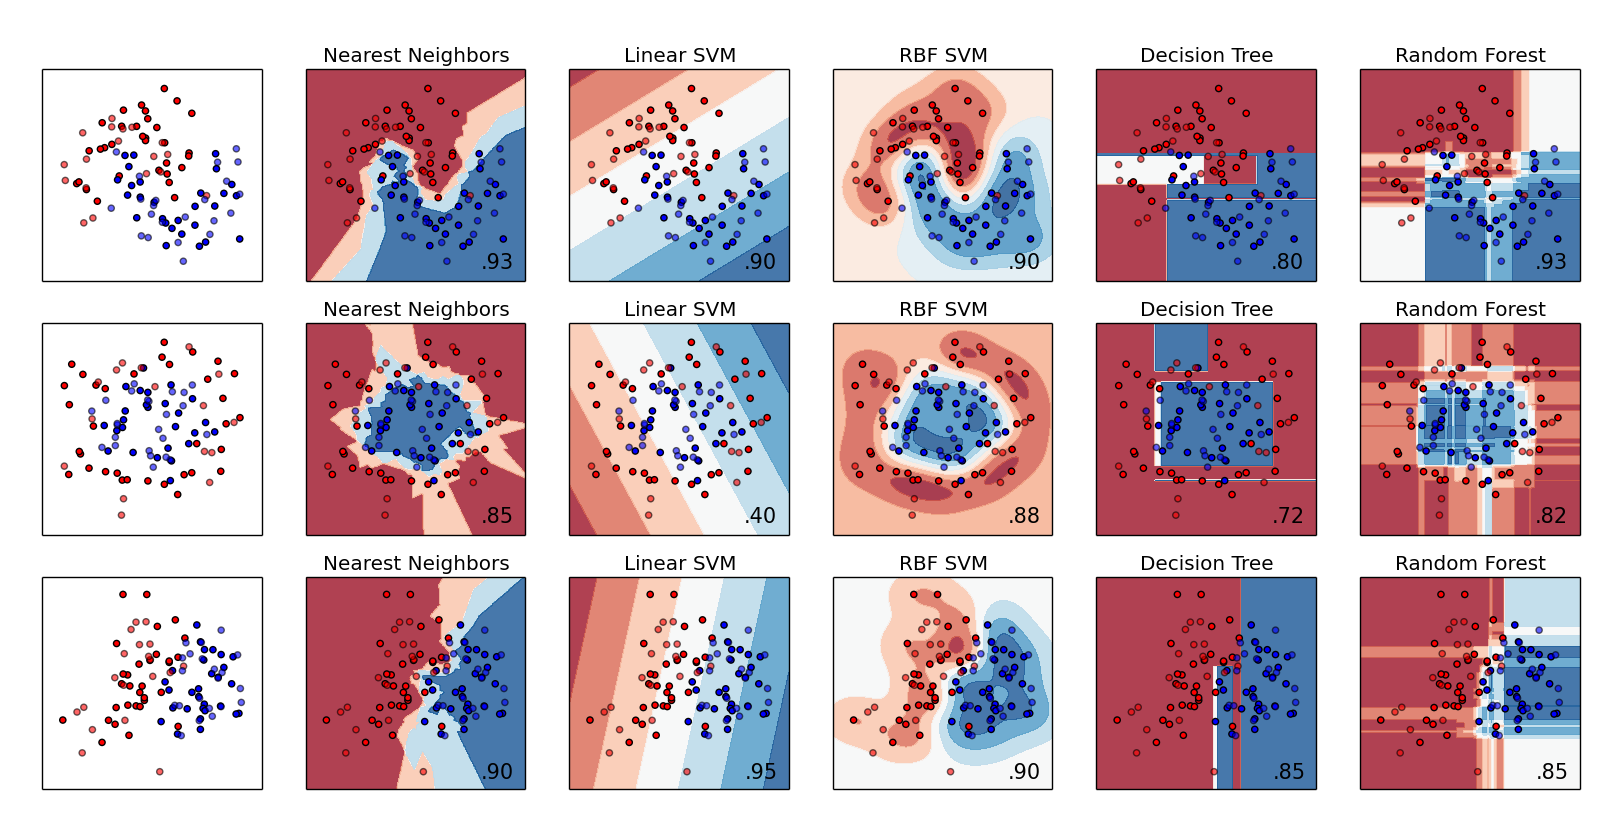 Nearest Neighbors Linear SVM RBF SVM Decision Tree Random Forest
.93 .90 .90 .80 .93
Nearest Neighbors Linear SVM RBF SVM Decision Tree Random Forest
.85 .40 .88 .72 .82
Nearest Neighbors Linear SVM RBF SVM Decision Tree Random Forest
.90 .95 .90 .85 .85